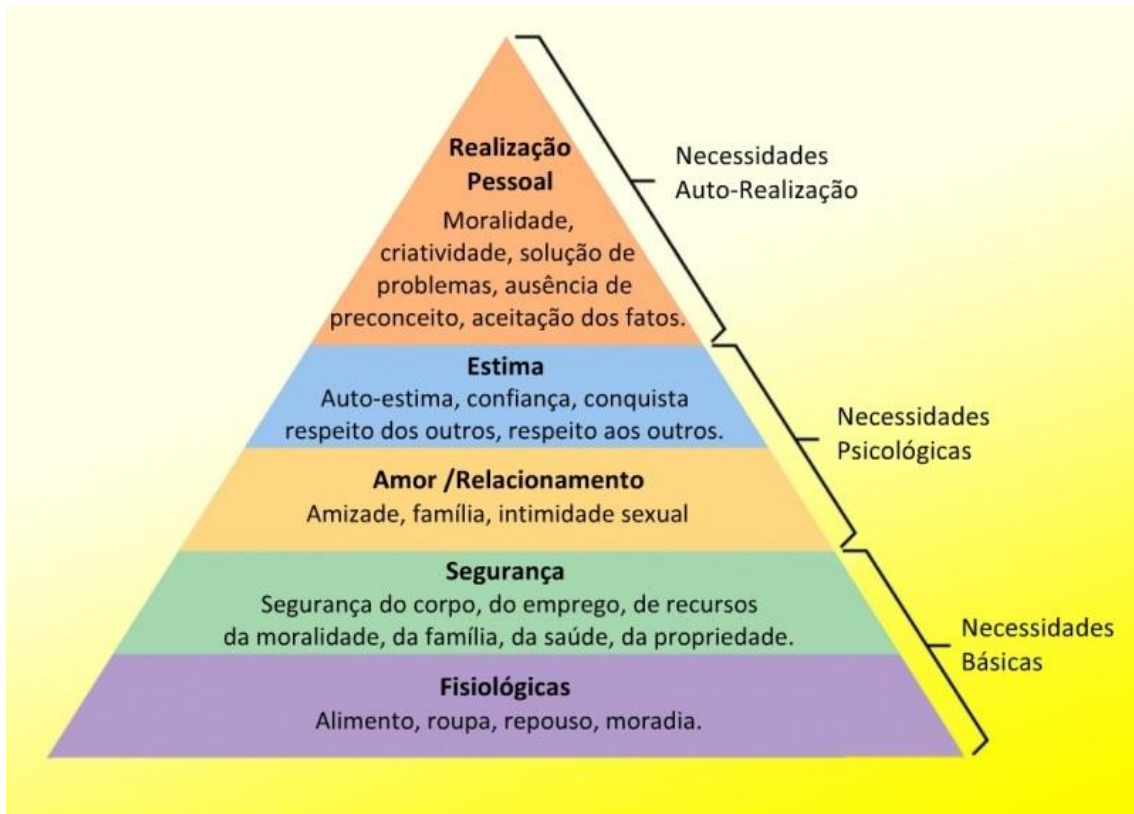 Realização
Pessoal
Moralidade,
criatividade, solução de
problemas, ausência de
preconceito, aceitação dos fatos.
Necessidades
Auto-Realização
Estima
Auto-estima, confiança, conquista
respeito dos outros, respeito aos outros.
Amor /Relacionamento
Amizade, família, intimidade sexual
Necessidades
Psicológicas
Segurança
Segurança do corpo, do emprego, de recursos
da moralidade, da família, da saúde, da propriedade.
Fisiológicas
Alimento, roupa, repouso, moradia.
Necessidades
Básicas